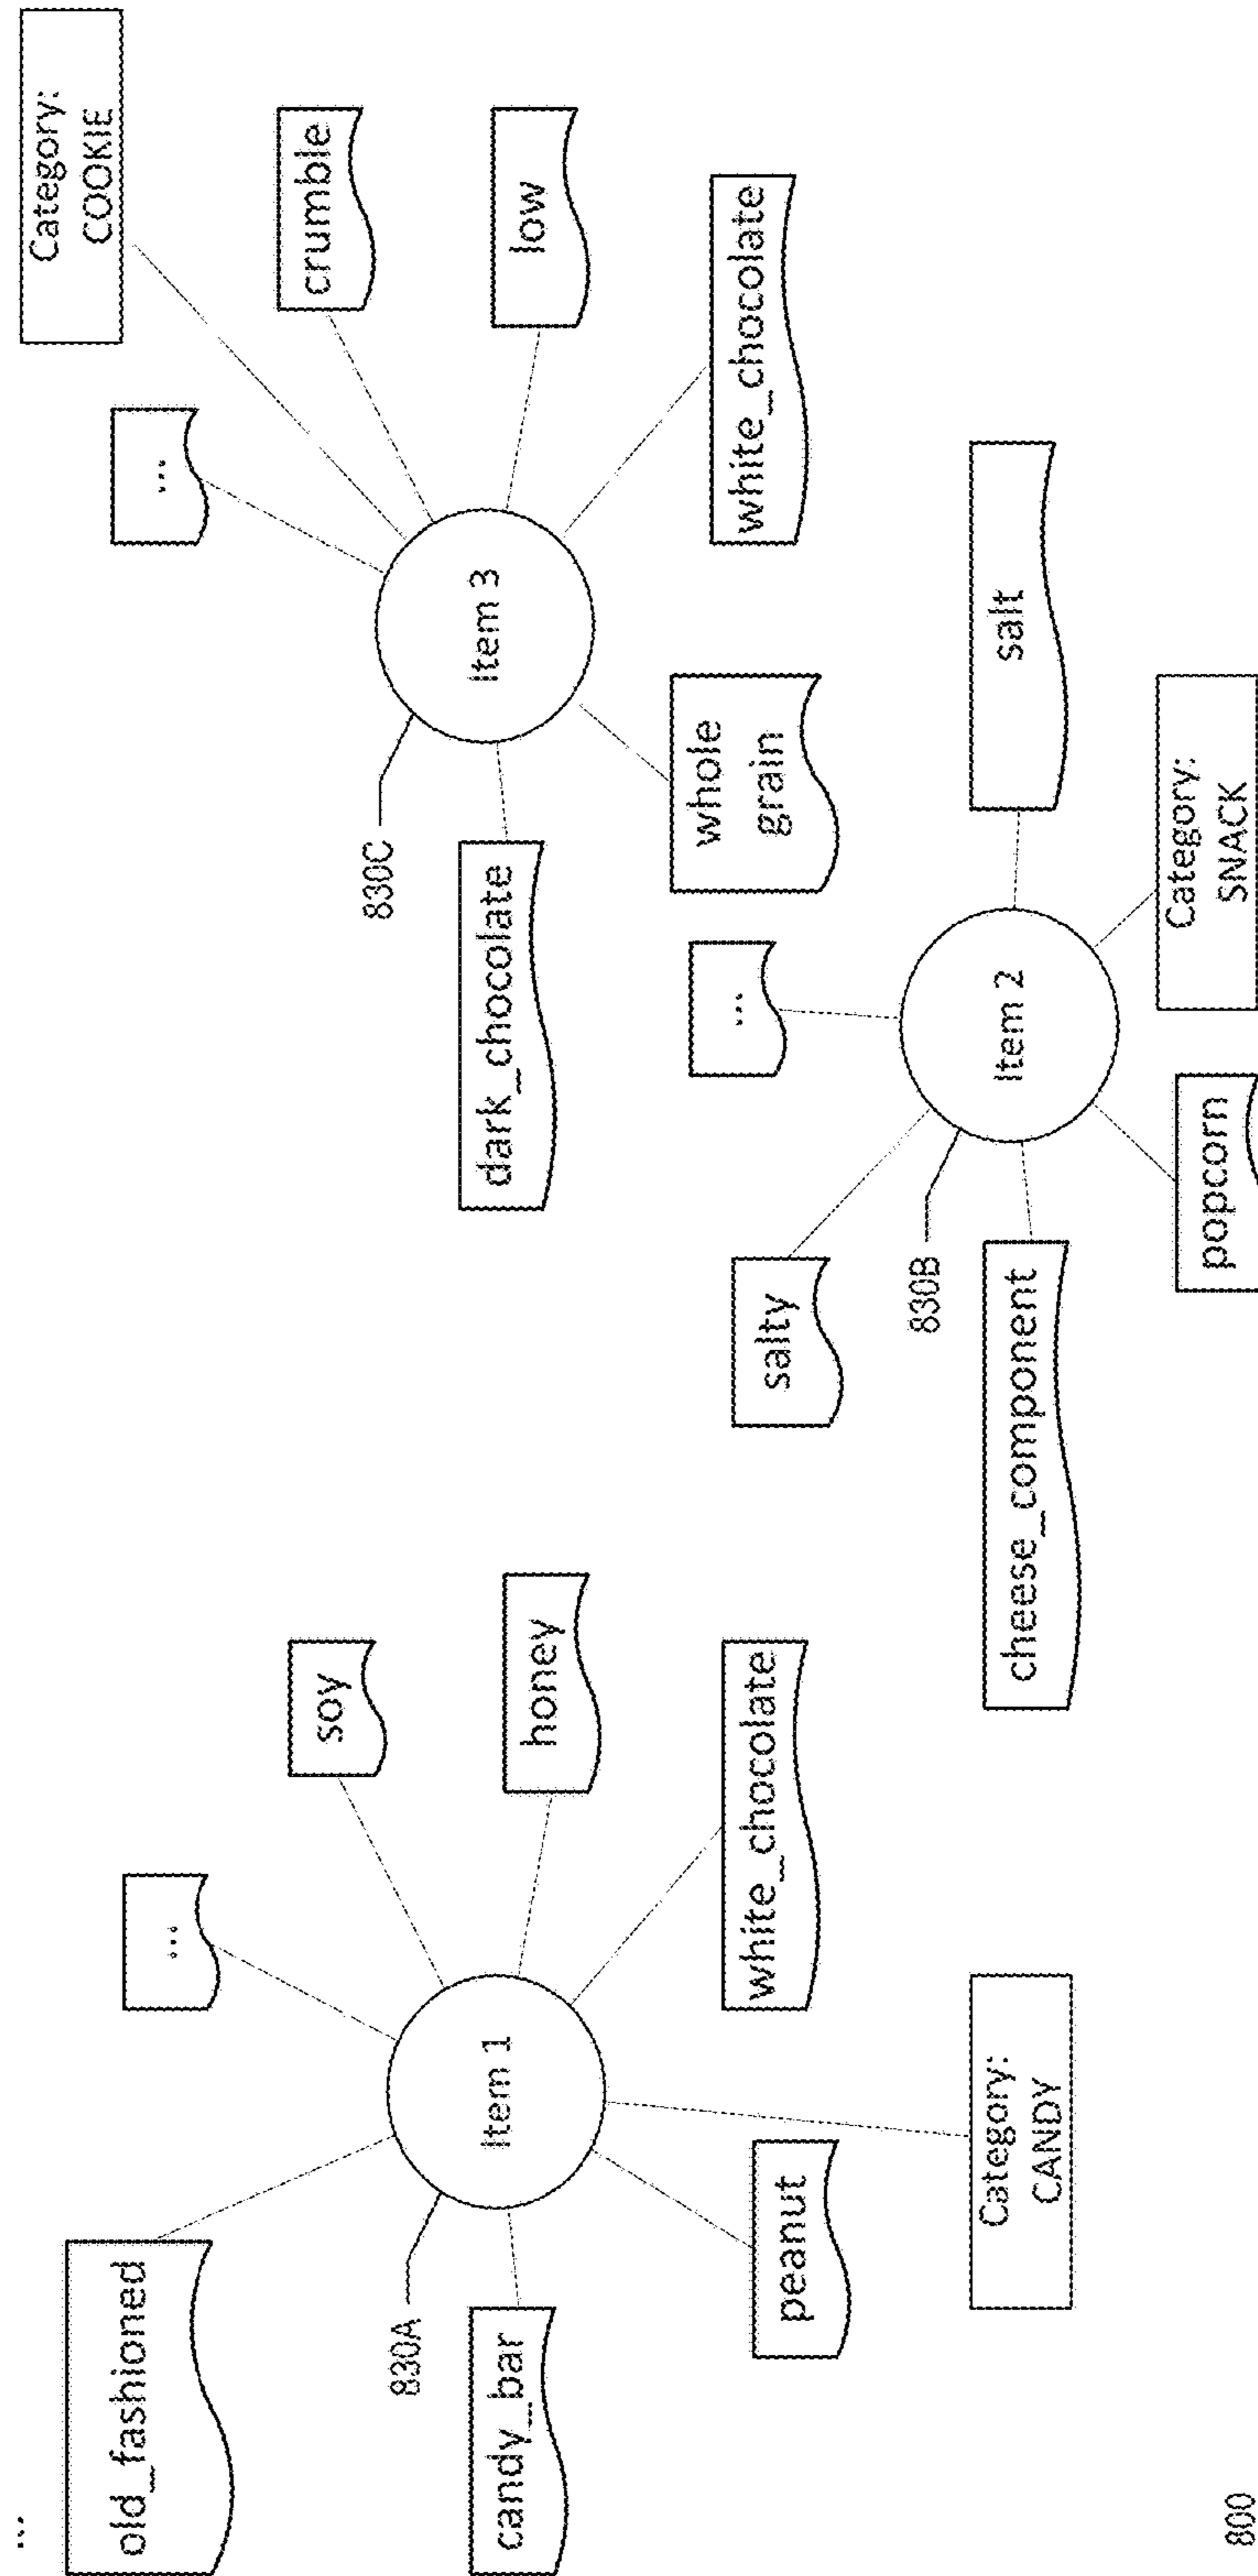 old_fashioned
...
soy
honey
white_chocolate
Item 1
830A
candy_bar
peanut
Category:
CANDY
salty
...
salt
Item 2
830B
cheese_component
popcorn
Category:
SNACK
...
Category:
COOKIE
crumble
low
white_chocolate
Item 3
830C
dark_chocolate
whole
grain
800